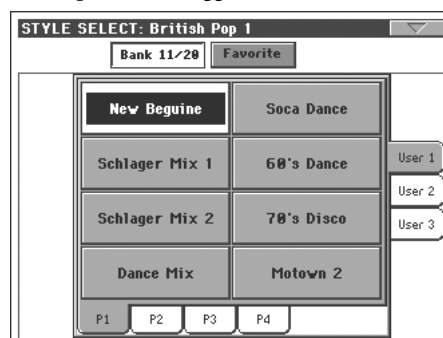 STYLE SELECT: British Pop 1
Bank 11/20 Favorite
New Beguine Soca Dance
Schlager Mix 1 60's Dance
User 1
User 2
Schlager Mix 2 70's Disco
User 3
Dance Mix Motown 2
P1 P2 P3 P4